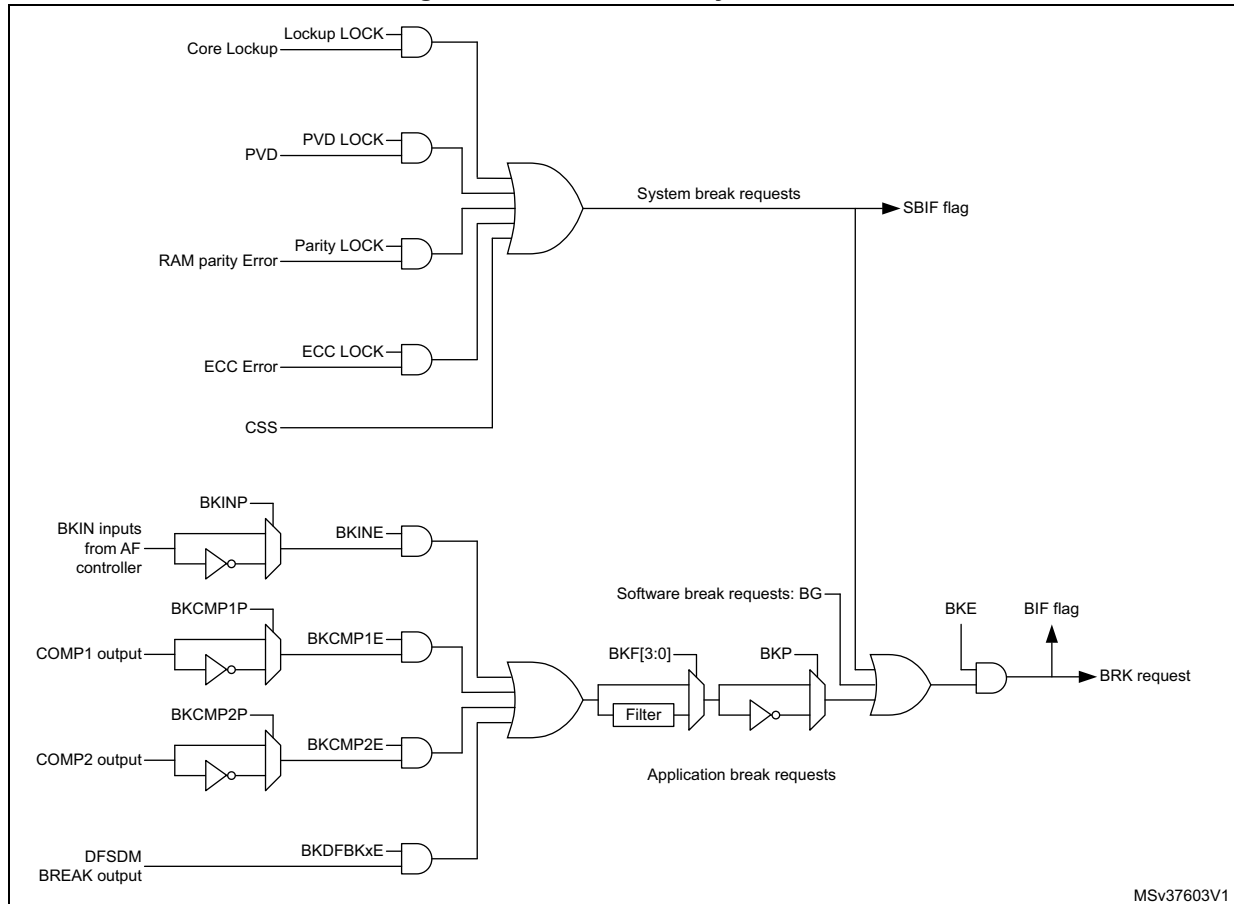 Lockup LOCK
Core Lockup
PVD LOCK
PVD
System break requests
SBIF flag
Parity LOCK
RAM parity Error
ECC LOCK
ECC Error
CSS
BKINP
BKIN inputs
from AF
controller
BKINE
Software break requests: BG
BKE
BIF flag
BKCMP1P
BKCMP1E
COMP1 output
BKF[3:0]
BKP
BRK request
Filter
BKCMP2P
BKCMP2E
COMP2 output
Application break requests
BKDFBKxE
DFSDM
BREAK output
MSv37603V1